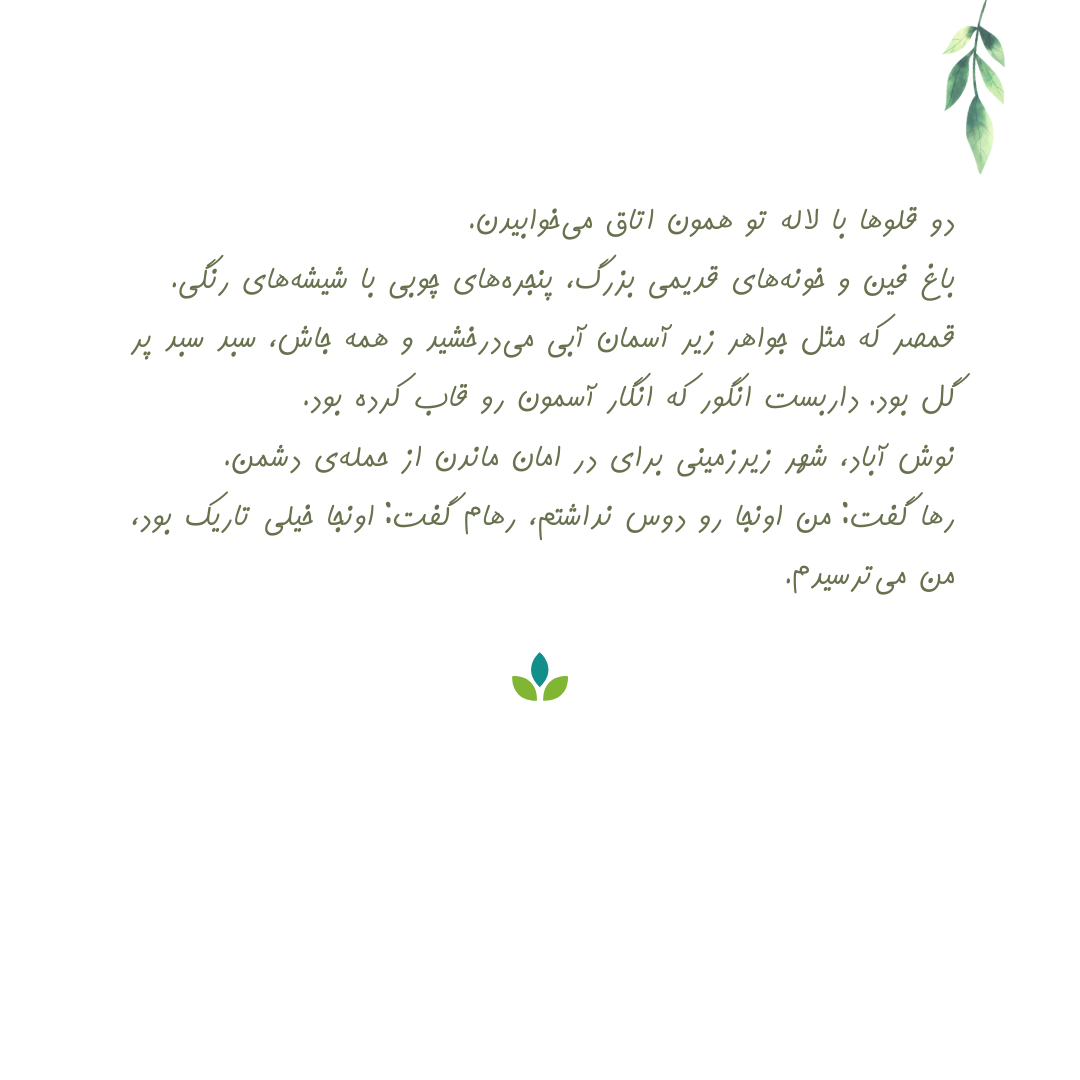 دو قلوها با لاله تو همون اتاق می‌خوابیدن.
باغ فین و خونه‌های قدیمی بزرگ، پنجره‌های چوبی با شیشه‌های رنگی.
قمصر که مثل جواهر زیر آسمان آبی می‌درخشید و همه جاش، سبد سبد پر
گل بود. داربست انگور که انگار آسمون رو قاب کرده بود.
نوش آباد، شهر زیرزمینی برای در امان ماندن از حمله‌ی دشمن.
رها گفت: من اونجا رو دوس نداشتم، رهام گفت: اونجا خیلی تاریک بود،
من می‌ترسیدم.